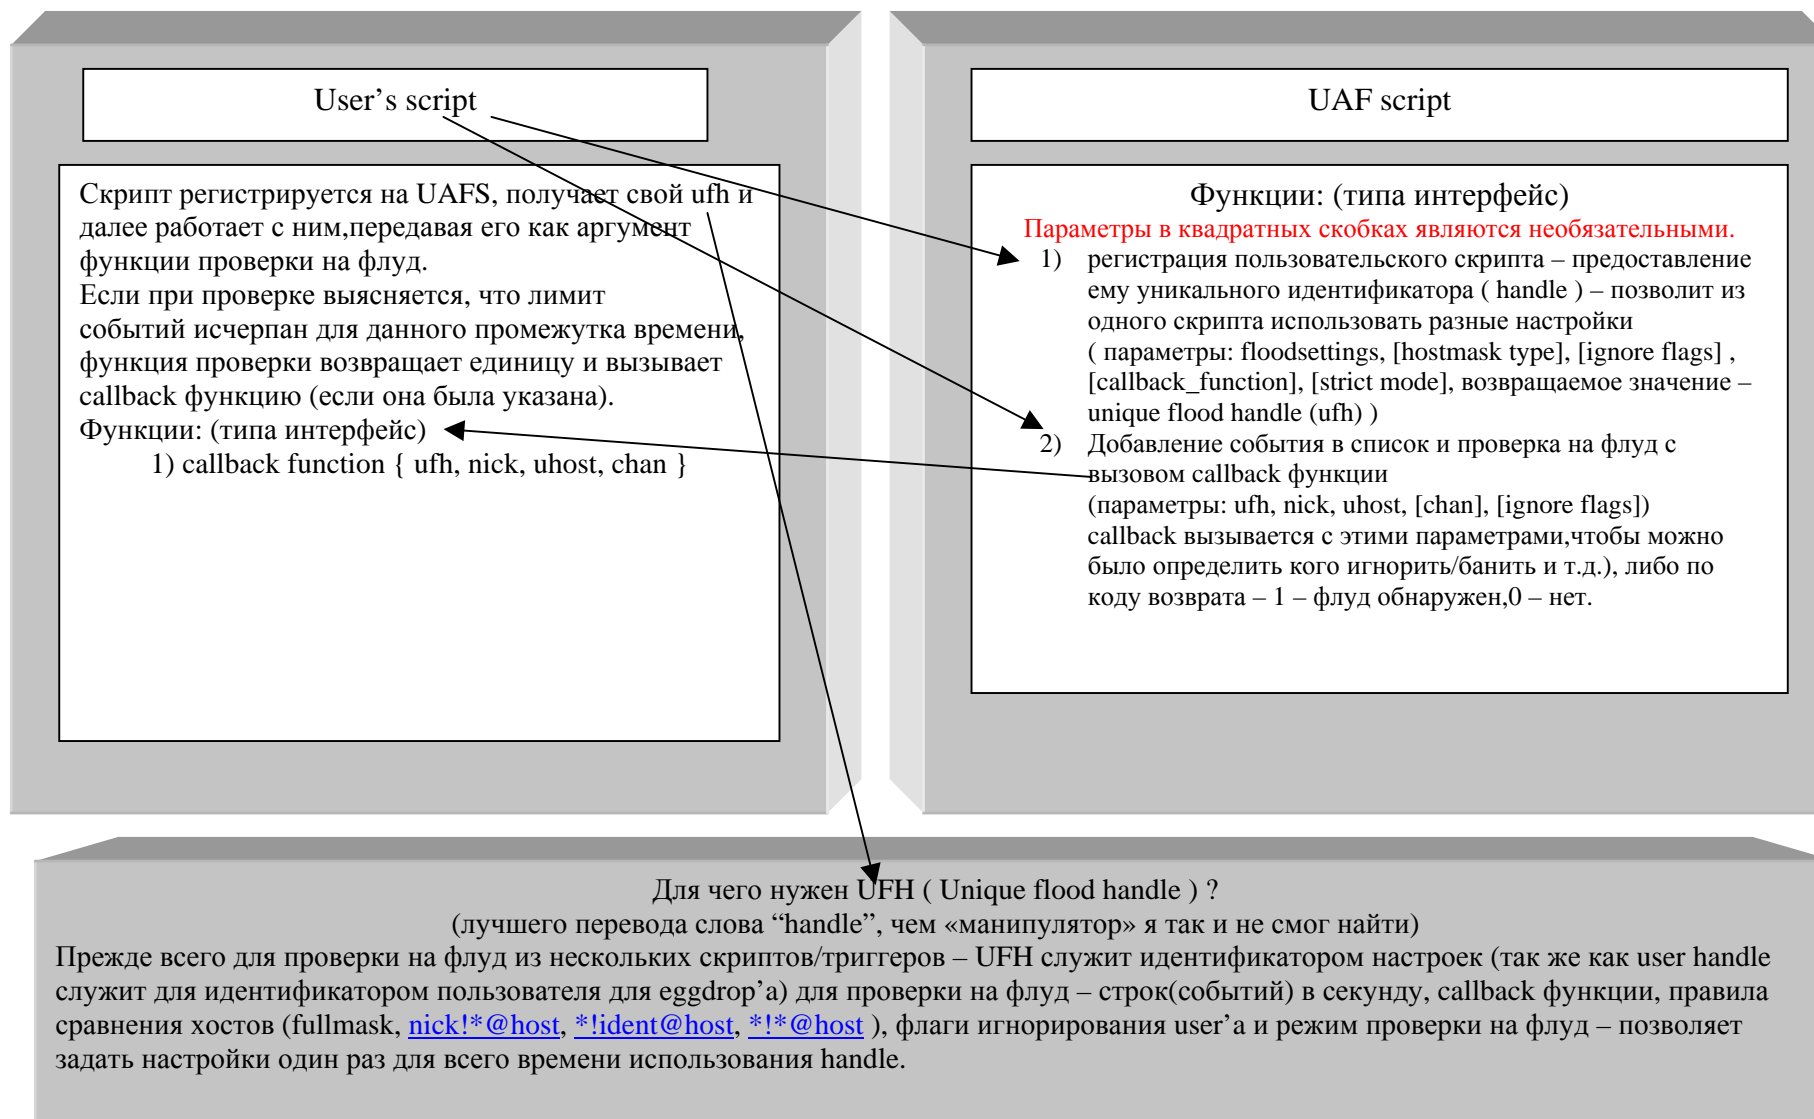 User’s script
Скрипт регистрируется на UAFS, получает свой ufh и
далее работает с ним,передавая его как аргумент
функции проверки на флуд.
Если при проверке выясняется, что лимит
событий исчерпан для данного промежутка времени,
функция проверки возвращает единицу и вызывает
callback функцию (если она была указана).
Функции: (типа интерфейс)
1) callback function { ufh, nick, uhost, chan }
UAF script
Функции: (типа интерфейс)
Параметры в квадратных скобках являются необязательными.
1) регистрация пользовательского скрипта – предоставление
ему уникального идентификатора ( handle ) – позволит из
одного скрипта использовать разные настройки
( параметры: floodsettings, [hostmask type], [ignore flags] ,
[callback_function], [strict mode], возвращаемое значение –
unique flood handle (ufh) )
2) Добавление события в список и проверка на флуд с
вызовом callback функции
(параметры: ufh, nick, uhost, [chan], [ignore flags])
callback вызывается с этими параметрами,чтобы можно
было определить кого игнорить/банить и т.д.), либо по
коду возврата – 1 – флуд обнаружен,0 – нет.
Для чего нужен UFH ( Unique flood handle ) ?
(лучшего перевода слова “handle”, чем «манипулятор» я так и не смог найти)
Прежде всего для проверки на флуд из нескольких скриптов/триггеров – UFH служит идентификатором настроек (так же как user handle
служит для идентификатором пользователя для eggdrop’a) для проверки на флуд – строк(событий) в секунду, callback функции, правила
сравнения хостов (fullmask, nick!*@host, *!ident@host, *!*@host ), флаги игнорирования user’a и режим проверки на флуд – позволяет
задать настройки один раз для всего времени использования handle.